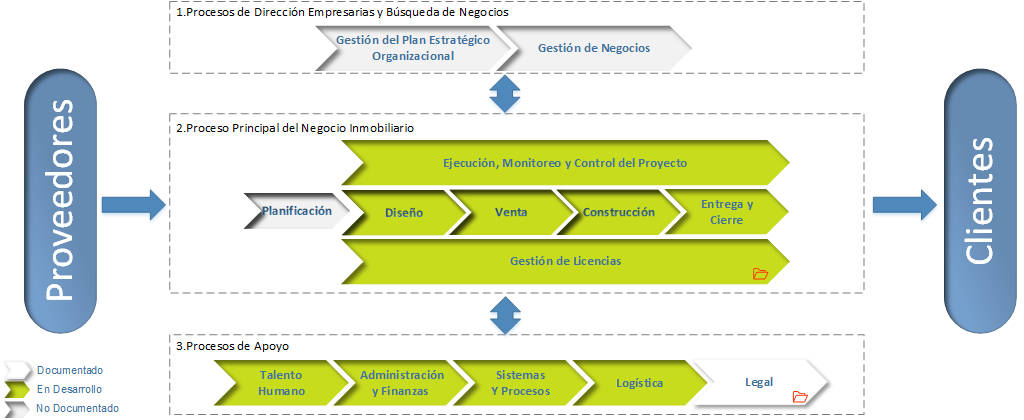 1.Procesos de Dirección Empresarias y Búsqueda de Negocios
Gestión del Plan Estratégico
Organizacional
Gestión de Negocios
Proveedores
2.Proceso Principal del Negocio Inmobiliario
Ejecución, Monitoreo y Control del Proyecto
Planificación
Diseño
Venta
Construcción
Entrega y
Cierre
Gestión de Licencias
Clientes
3.Procesos de Apoyo
Talento
Humano
Administración
y Finanzas
Sistemas
Y Procesos
Logística
Legal
Documentado
En Desarrollo
No Documentado